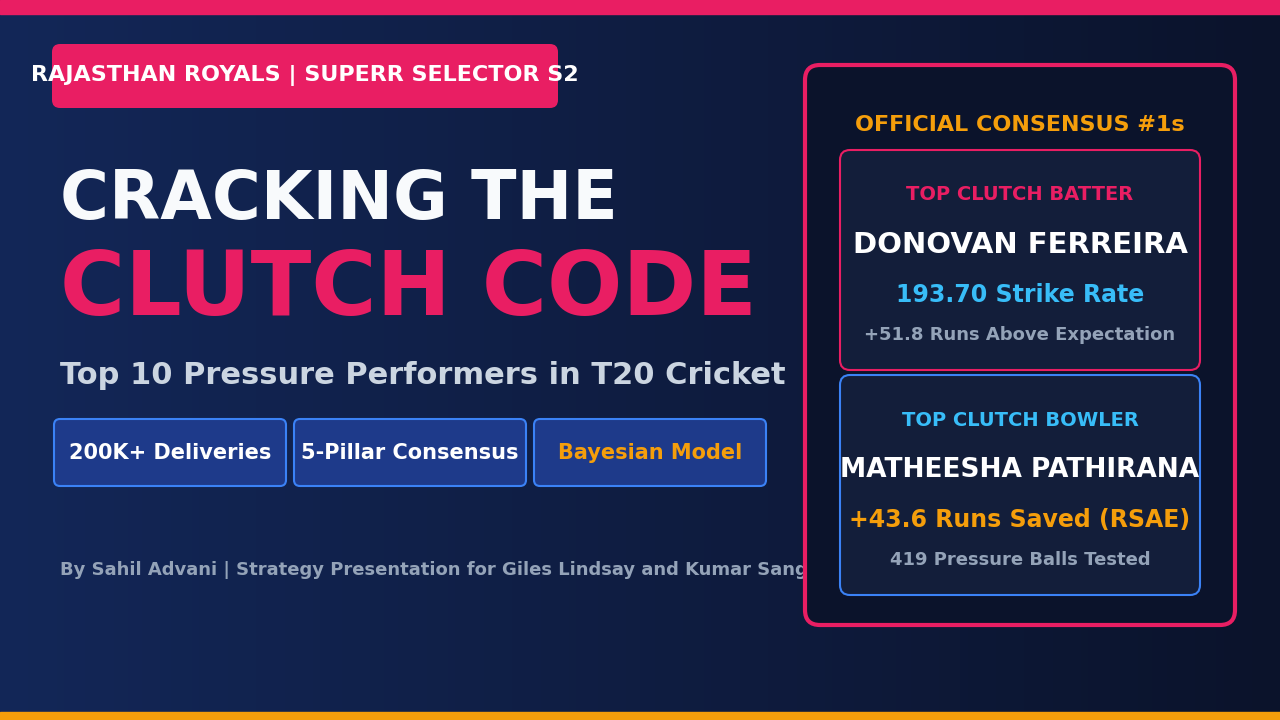 RAJASTHAN ROYALS | SUPERR SELECTOR S2
CRACKING THE
CLUTCH CODE
Top 10 Pressure Performers in T20 Cricket
200K+ Deliveries
5-Pillar Consensus
Bayesian Model
By Sahil Advani | Strategy Presentation for Giles Lindsay and Kumar Sang
OFFICIAL CONSENSUS #1s
TOP CLUTCH BATTER
DONOVAN FERREIRA
193.70 Strike Rate
+51.8 Runs Above Expectation
TOP CLUTCH BOWLER
MATHEESHA PATHIRANA
+43.6 Runs Saved (RSAE)
419 Pressure Balls Tested